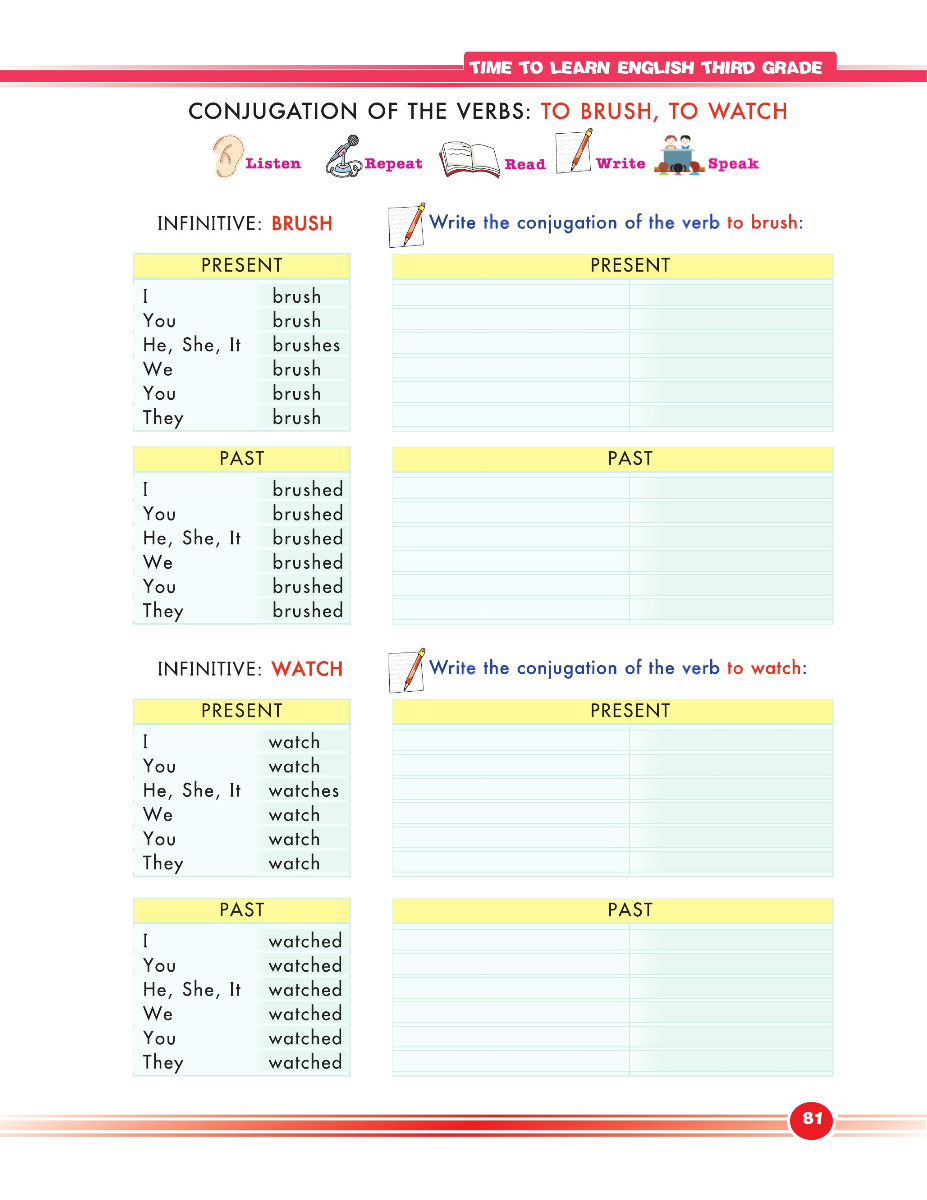 TIME TO LEARN ENGLISH THIRD GRADE
CONJUGATION OF THE VERBS: TO BRUSH, TO WATCH
Listen Repeat Read Write Speak
INFINITIVE: BRUSH
PRESENT
I brush
You brush
He, She, It brushes
We brush
You brush
They brush
PAST
I brushed
You brushed
He, She, It brushed
We brushed
You brushed
They brushed
Write the conjugation of the verb to brush:
PRESENT
PAST
INFINITIVE: WATCH
PRESENT
I watch
You watch
He, She, It watches
We watch
You watch
They watch
PAST
I watched
You watched
He, She, It watched
We watched
You watched
They watched
Write the conjugation of the verb to watch:
PRESENT
PAST
81